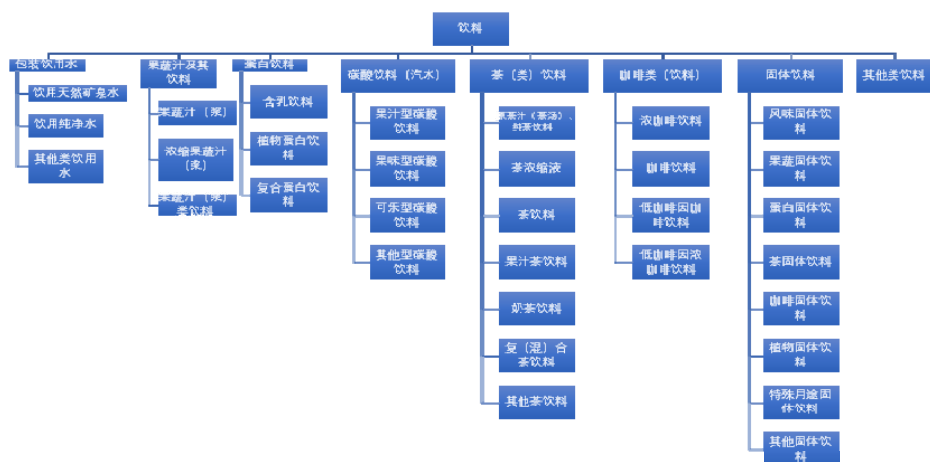 饮料
包装饮用水
饮用天然矿泉水
饮用纯净水
其他类饮用
水
果蔬汁及其
饮料
果蔬汁（浆）
浓缩果蔬汁
（浆）
果蔬汁（浆）
类饮料
蛋白饮料
含乳饮料
植物蛋白饮
料
复合蛋白饮
料
碳酸饮料（汽水）
果汁型碳酸
饮料
果味型碳酸
饮料
可乐型碳酸
饮料
其他型碳酸
饮料
茶（类）饮料
原茶汁（茶汤）、
纯茶饮料
茶浓缩液
茶饮料
果汁茶饮料
奶茶饮料
复（混）合
茶饮料
其他茶饮料
咖啡类（饮料）
浓咖啡饮料
咖啡饮料
低咖啡因咖
啡饮料
低咖啡因浓
咖啡饮料
固体饮料
风味固体饮
料
果蔬固体饮
料
蛋白固体饮
料
茶固体饮料
咖啡固体饮
料
植物固体饮
料
特殊用途固
体饮料
其他固体饮
料
其他类饮料